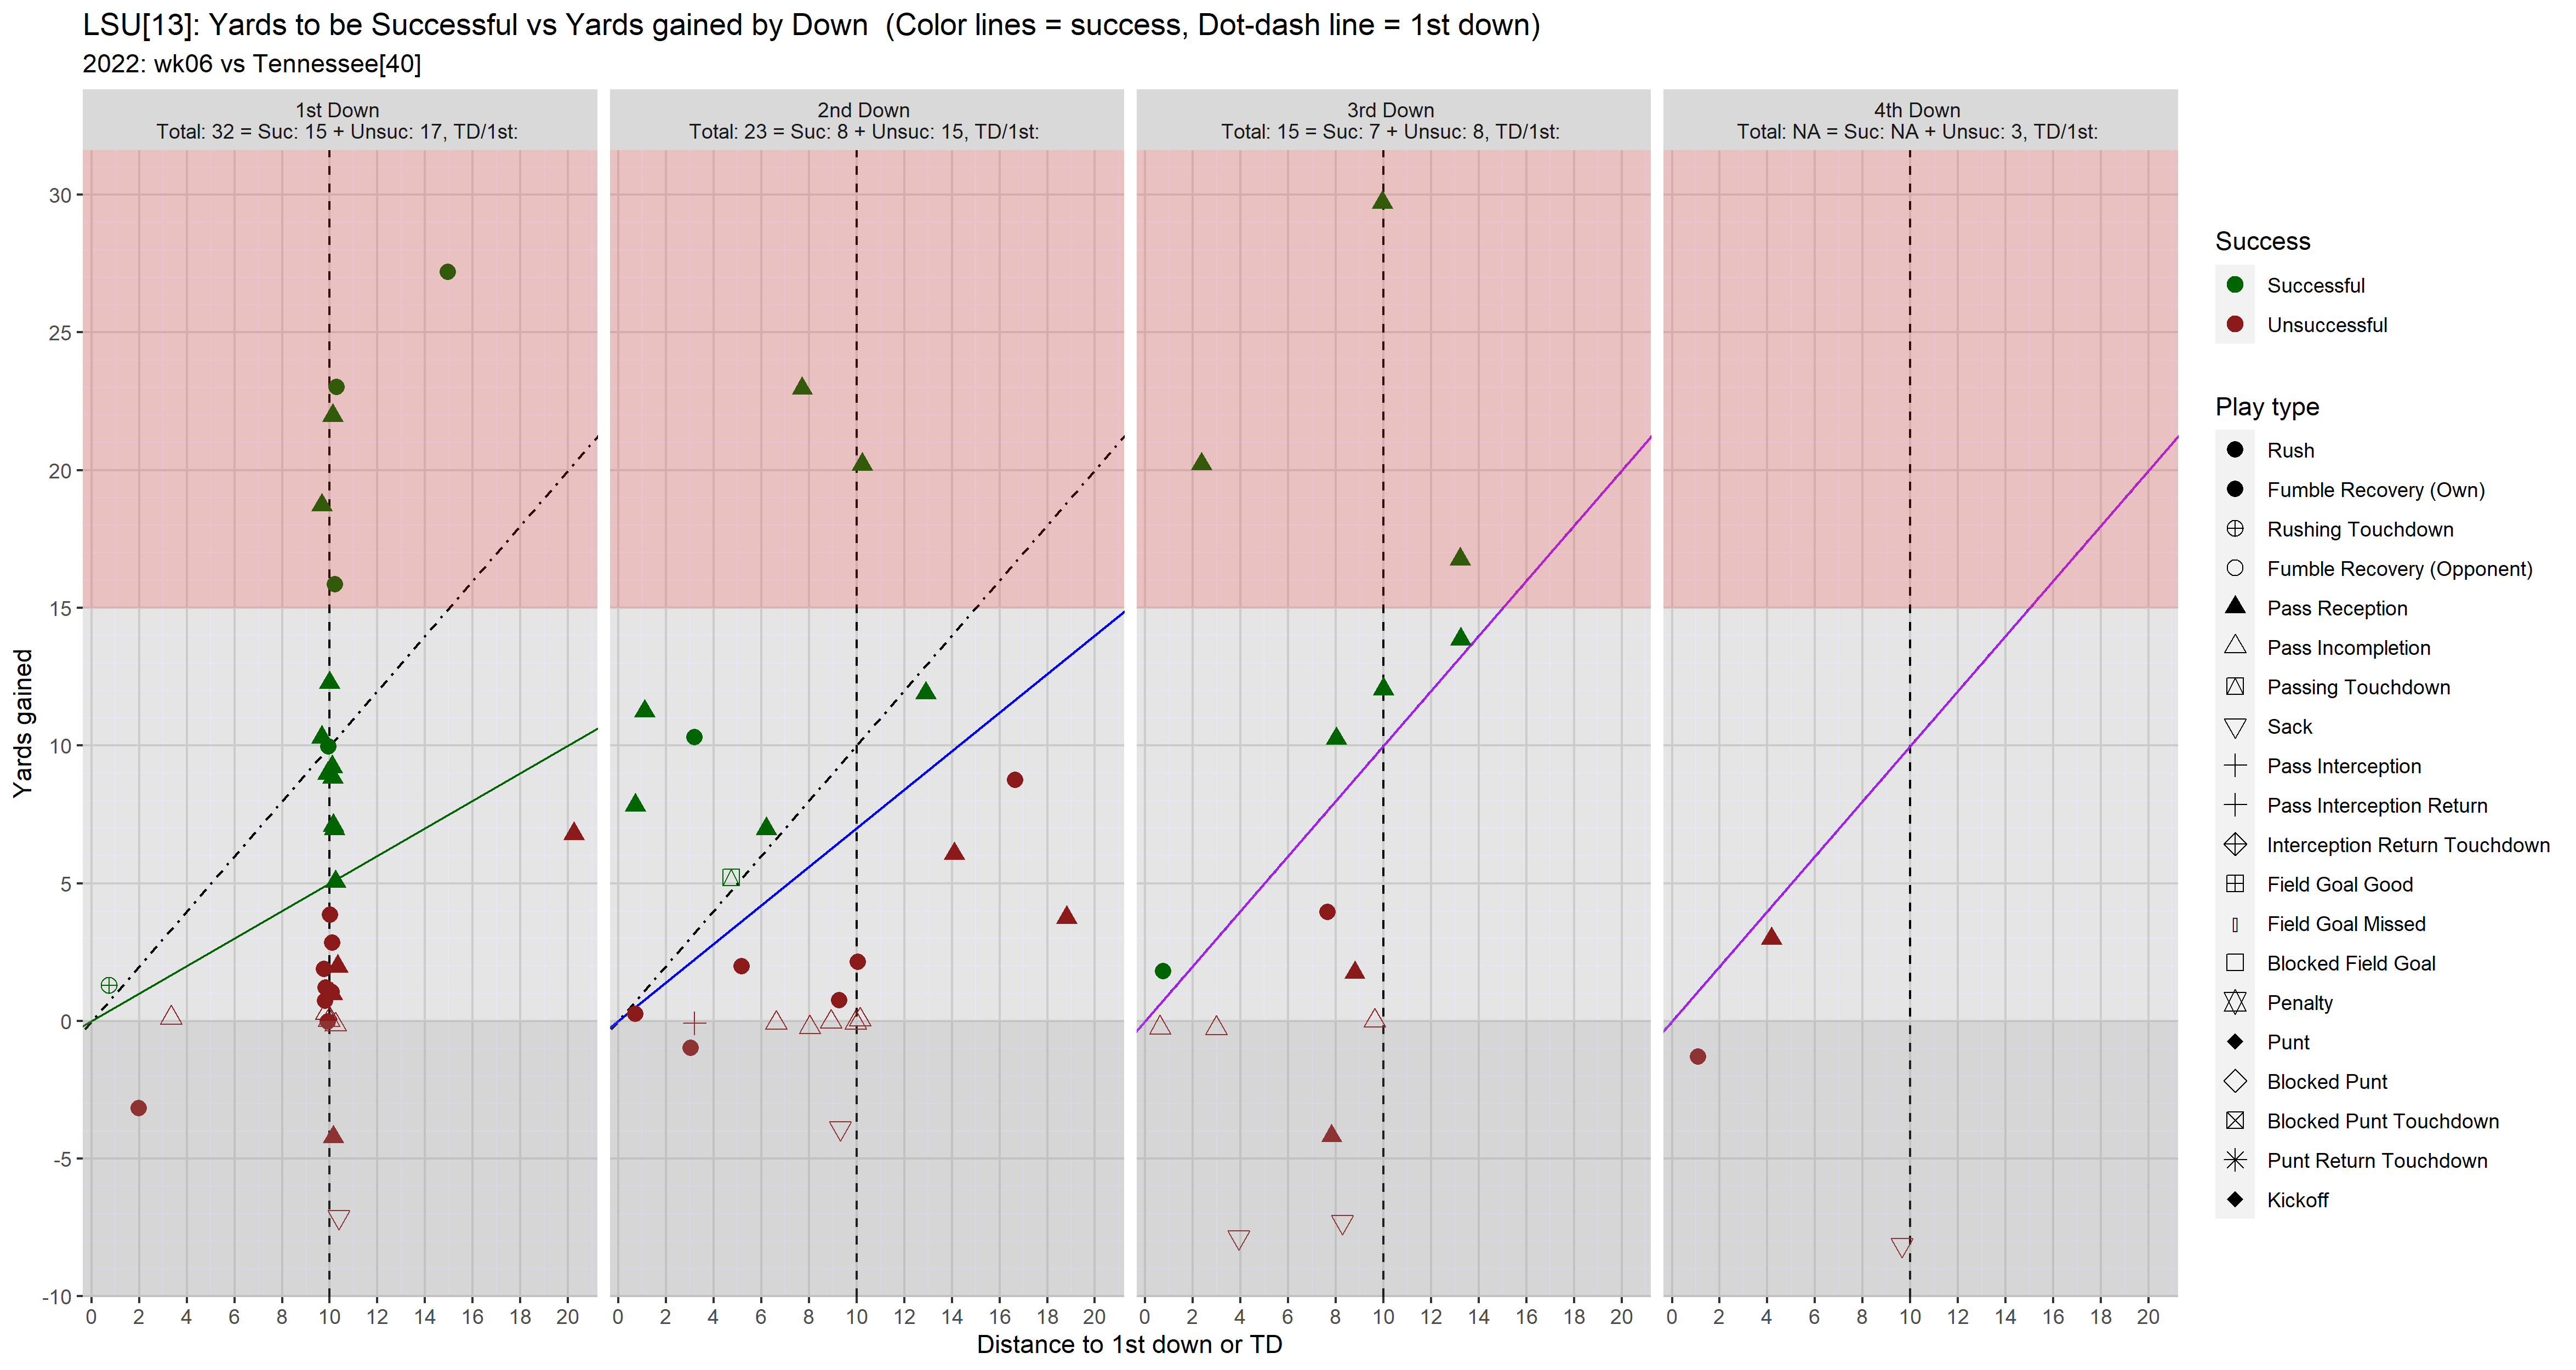 LSU[13]: Yards to be Successful vs Yards gained by Down  (Color lines = success, Dot-dash line = 1st down)
2022: wk06 vs Tennessee[40]
1st Down
Total: 32 = Suc: 15 + Unsuc: 17, TD/1st:
2nd Down
Total: 23 = Suc: 8 + Unsuc: 15, TD/1st:
3rd Down
Total: 15 = Suc: 7 + Unsuc: 8, TD/1st:
4th Down
Total: NA = Suc: NA + Unsuc: 3, TD/1st:
Yards gained
30
25
20
15
10
5
0
-5
-10
0 2 4 6 8 10 12 14 16 18 20
0 2 4 6 8 10 12 14 16 18 20
0 2 4 6 8 10 12 14 16 18 20
0 2 4 6 8 10 12 14 16 18 20
Distance to 1st down or TD
Success
Successful
Unsuccessful
Play type
Rush
Fumble Recovery (Own)
Rushing Touchdown
Fumble Recovery (Opponent)
Pass Reception
Pass Incompletion
Passing Touchdown
Sack
Pass Interception
Pass Interception Return
Interception Return Touchdown
Field Goal Good
Field Goal Missed
Blocked Field Goal
Penalty
Punt
Blocked Punt
Blocked Punt Touchdown
Punt Return Touchdown
Kickoff